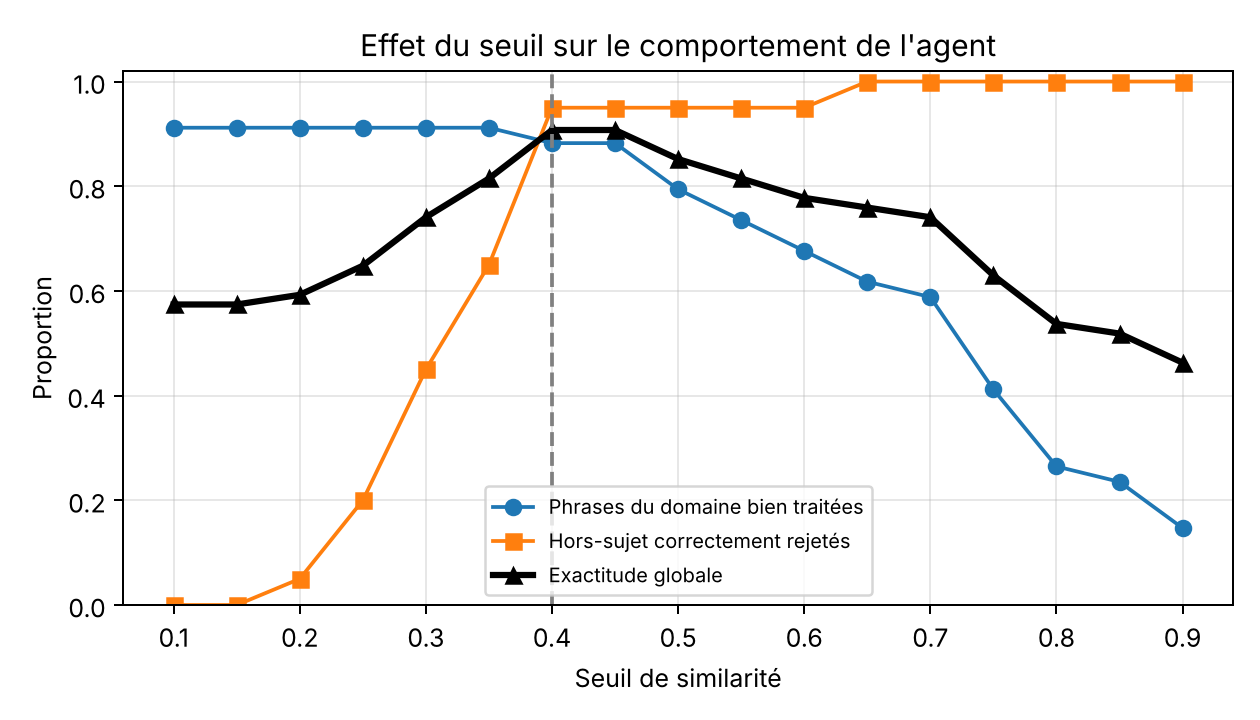 Effet du seuil sur le comportement de l'agent
Proportion
1.0
0.8
0.6
0.4
0.2
0.0
Phrases du domaine bien traitées
Hors-sujet correctement rejetés
Exactitude globale
0.1 0.2 0.3 0.4 0.5 0.6 0.7 0.8 0.9
Seuil de similarité